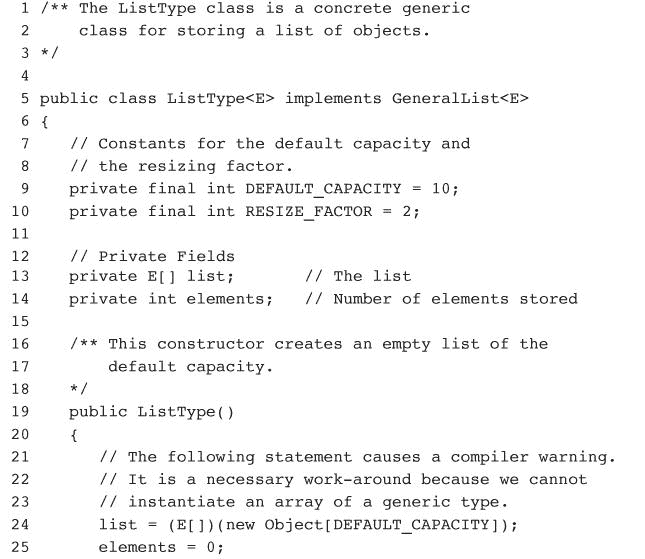 1 /** The ListType class is a concrete generic
2     class for storing a list of objects.
3 */
4
5 public class ListType<E> implements GeneralList<E>
6 {
7    // Constants for the default capacity and
8    // the resizing factor.
9    private final int DEFAULT_CAPACITY = 10;
10    private final int RESIZE_FACTOR = 2;
11
12    // Private Fields
13    private E[] list;       // The list
14    private int elements;   // Number of elements stored
15
16    /** This constructor creates an empty list of the
17        default capacity.
18    */
19    public ListType()
20    {
21       // The following statement causes a compiler warning.
22       // It is a necessary work-around because we cannot
23       // instantiate an array of a generic type.
24       list = (E[])(new Object[DEFAULT_CAPACITY]);
25       elements = 0;